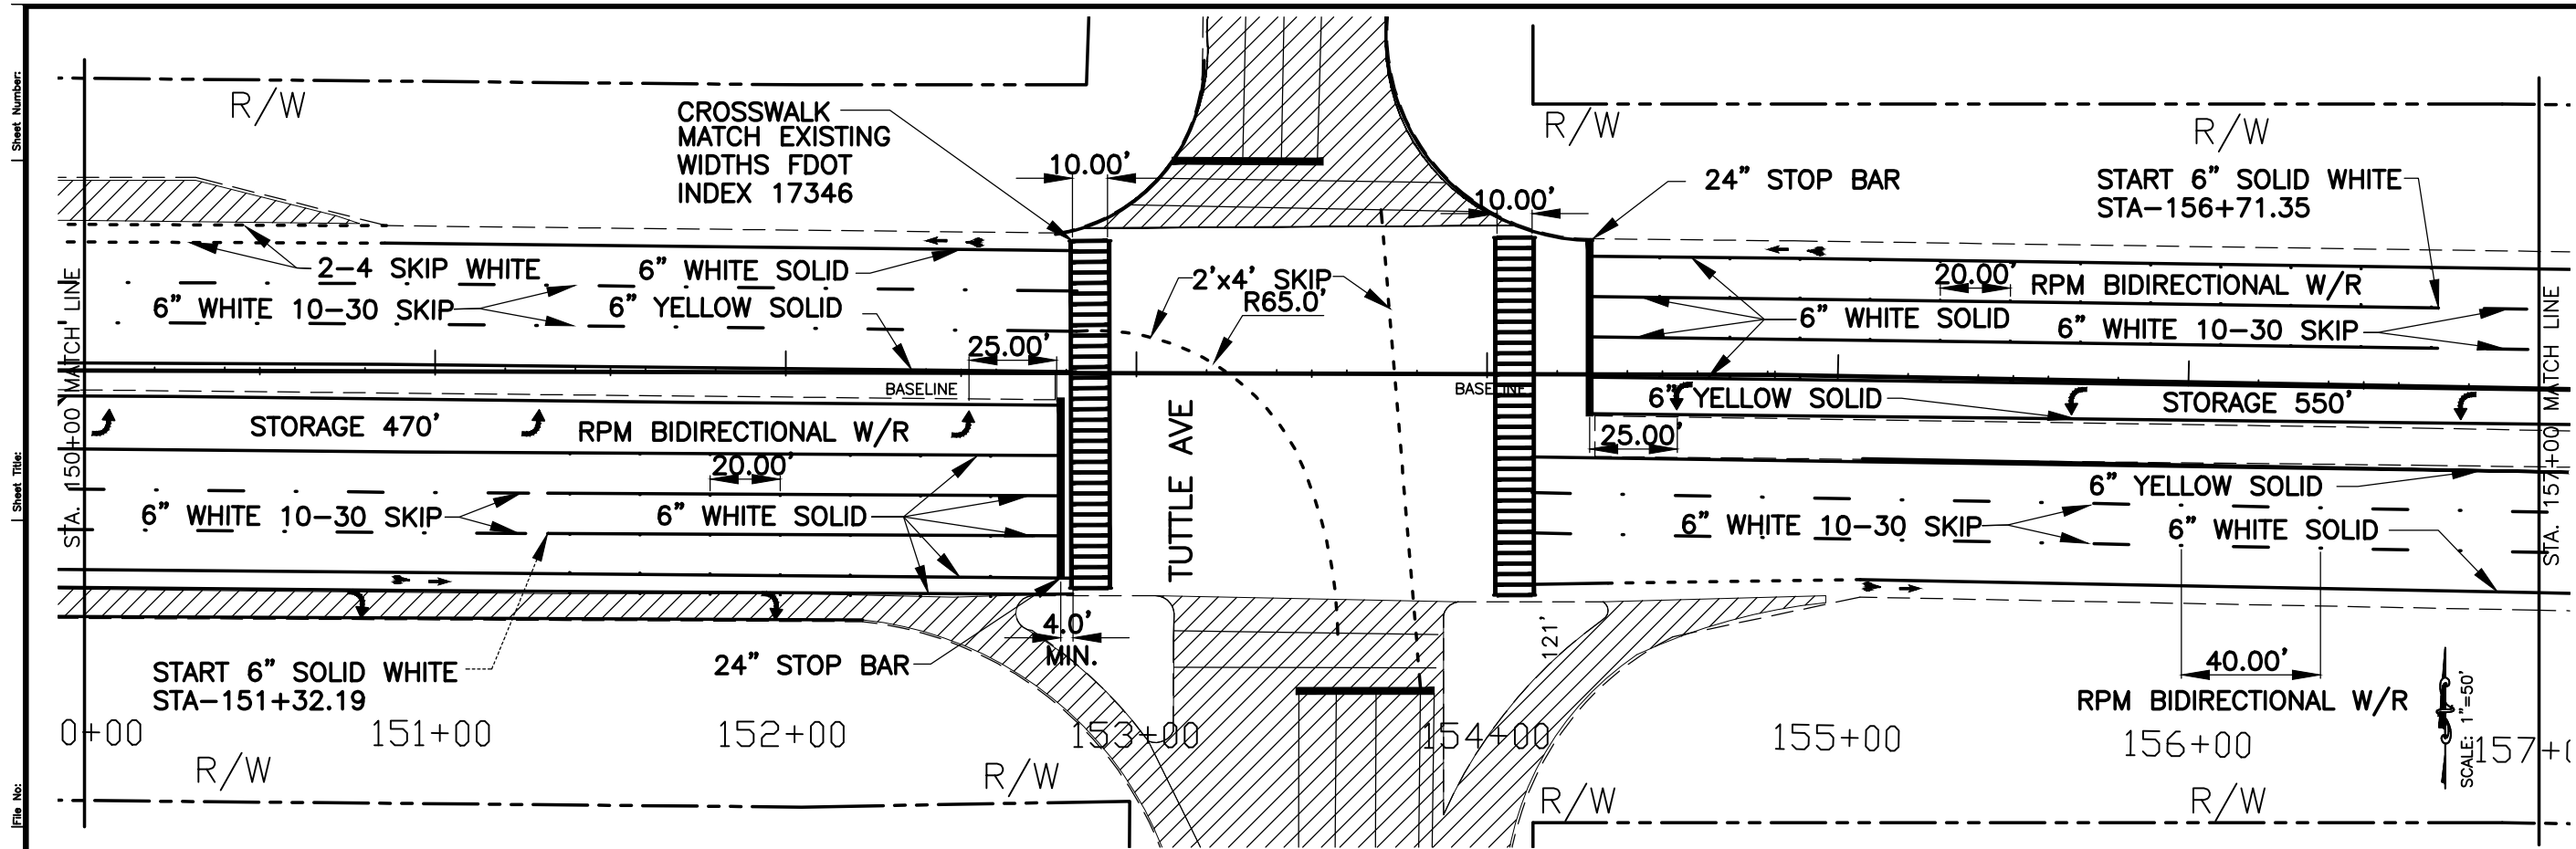 Sheet Number:
Sheet Title:
File No:
R/W
CROSSWALK
MATCH EXISTING
WIDTHS FDOT
INDEX 17346
10.00'
10.00'
R/W
24" STOP BAR
R/W
START 6" SOLID WHITE
STA-156+71.35
2-4 SKIP WHITE
6" WHITE SOLID
6" WHITE 10-30 SKIP
6" YELLOW SOLID
2'x4' SKIP
R65.0'
20.00'
RPM BIDIRECTIONAL W/R
6" WHITE SOLID
6" WHITE 10-30 SKIP
STA. 150+00 MATCH LINE
25.00'
BASELINE
BASELINE
STORAGE 470'
RPM BIDIRECTIONAL W/R
20.00'
TUTTLE AVE
6" YELLOW SOLID
STORAGE 550'
25.00'
STA. 157+00 MATCH LINE
6" WHITE 10-30 SKIP
6" WHITE SOLID
6" YELLOW SOLID
6" WHITE 10-30 SKIP
6" WHITE SOLID
4.0'
MIN.
121'
START 6" SOLID WHITE
STA-151+32.19
24" STOP BAR
40.00'
RPM BIDIRECTIONAL W/R
SCALE: 1"=50'
0+00
151+00
152+00
153+00
154+00
155+00
156+00
157+0
R/W
R/W
R/W
R/W